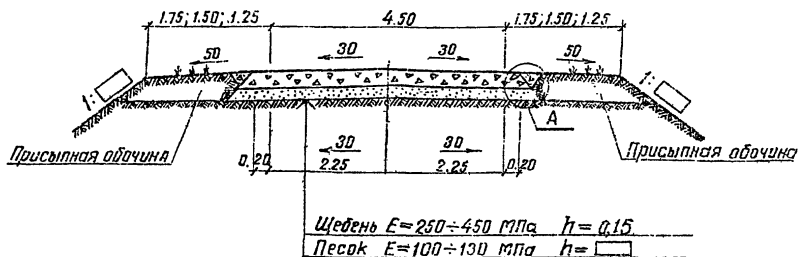 1.75; 1.50; 1.25 4.50 1.75; 1.50; 1.25
50 30 30 50
1: 1:
А
Присыпная обочина 30 30 Присыпная обочина
0.20 2.25 2.25 0.20
Щебень E=250÷450 МПа h=0,15
Песок E=100÷130 МПа h=